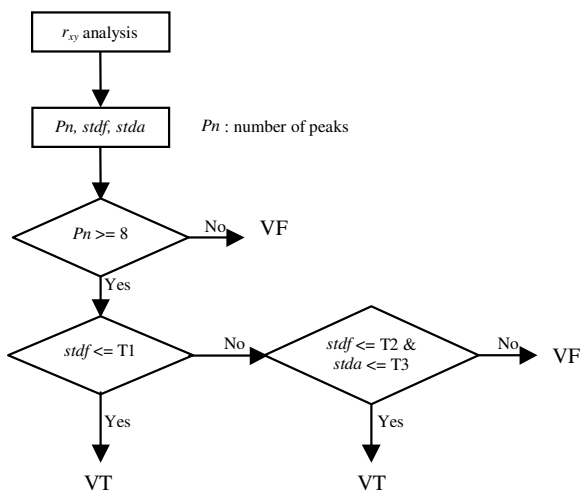 rxy analysis
Pn, stdf, stda
Pn : number of peaks
Pn >= 8
No
VF
Yes
stdf <= T1
No
stdf <= T2 &
stda <= T3
No
VF
Yes
Yes
VT
VT